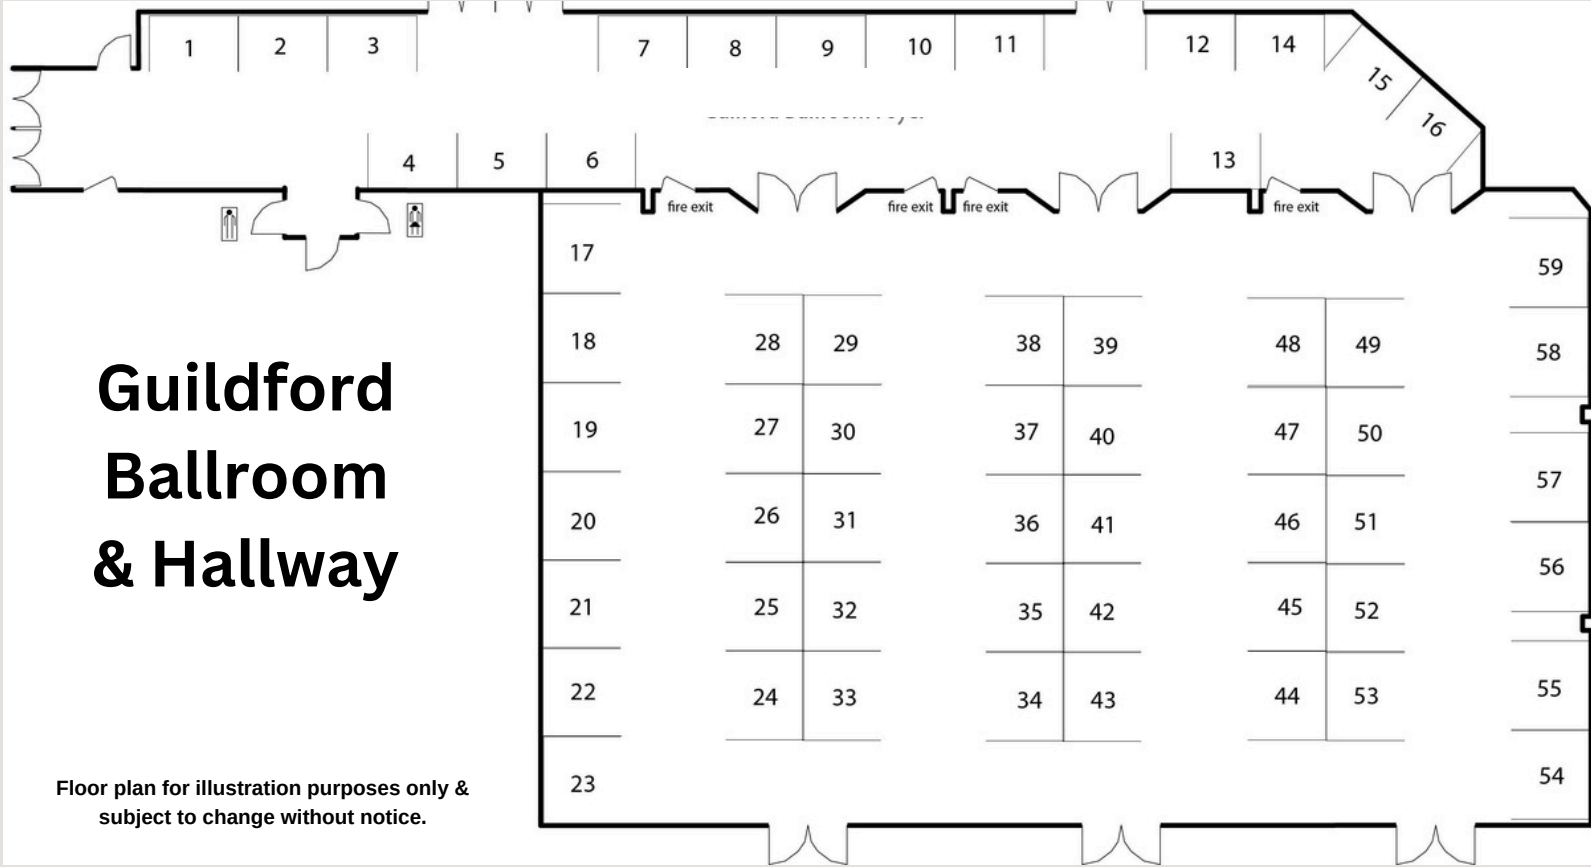 1 2 3 7 8 9 10 11 12 14
15
16
4 5 6 13
fire exit fire exit fire exit fire exit
17
59
28 29 38 39 48 49
18
58
Guildford
27 30 37 40 47 50
19
Ballroom
57
26 31 36 41 46 51
20
& Hallway
56
25 32 35 42 45 52
21
55
24 33 34 43 44 53
22
54
23
Floor plan for illustration purposes only &
subject to change without notice.